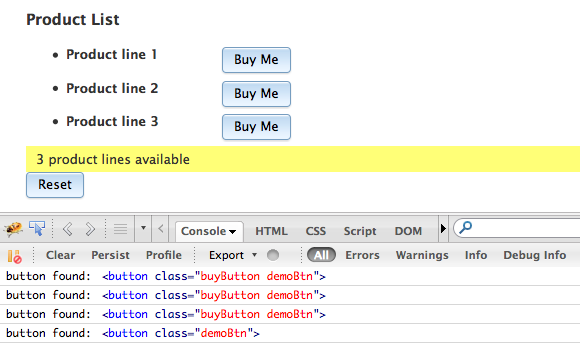 Product List
Product line 1 Buy Me
Product line 2 Buy Me
Product line 3 Buy Me
3 product lines available
Reset
Console HTML CSS Script DOM
Clear Persist Profile Export All Errors Warnings Info Debug Info
button found: <button class="buyButton demoBtn">
button found: <button class="buyButton demoBtn">
button found: <button class="buyButton demoBtn">
button found: <button class="demoBtn">